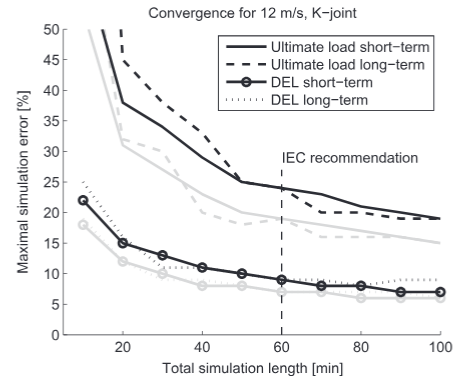 Convergence for 12 m/s, K−joint
Maximal simulation error [%]
50
45
40
35
30
25
20
15
10
5
0
Ultimate load short−term
Ultimate load long−term
DEL short−term
DEL long−term
IEC recommendation
20
40
60
80
100
Total simulation length [min]